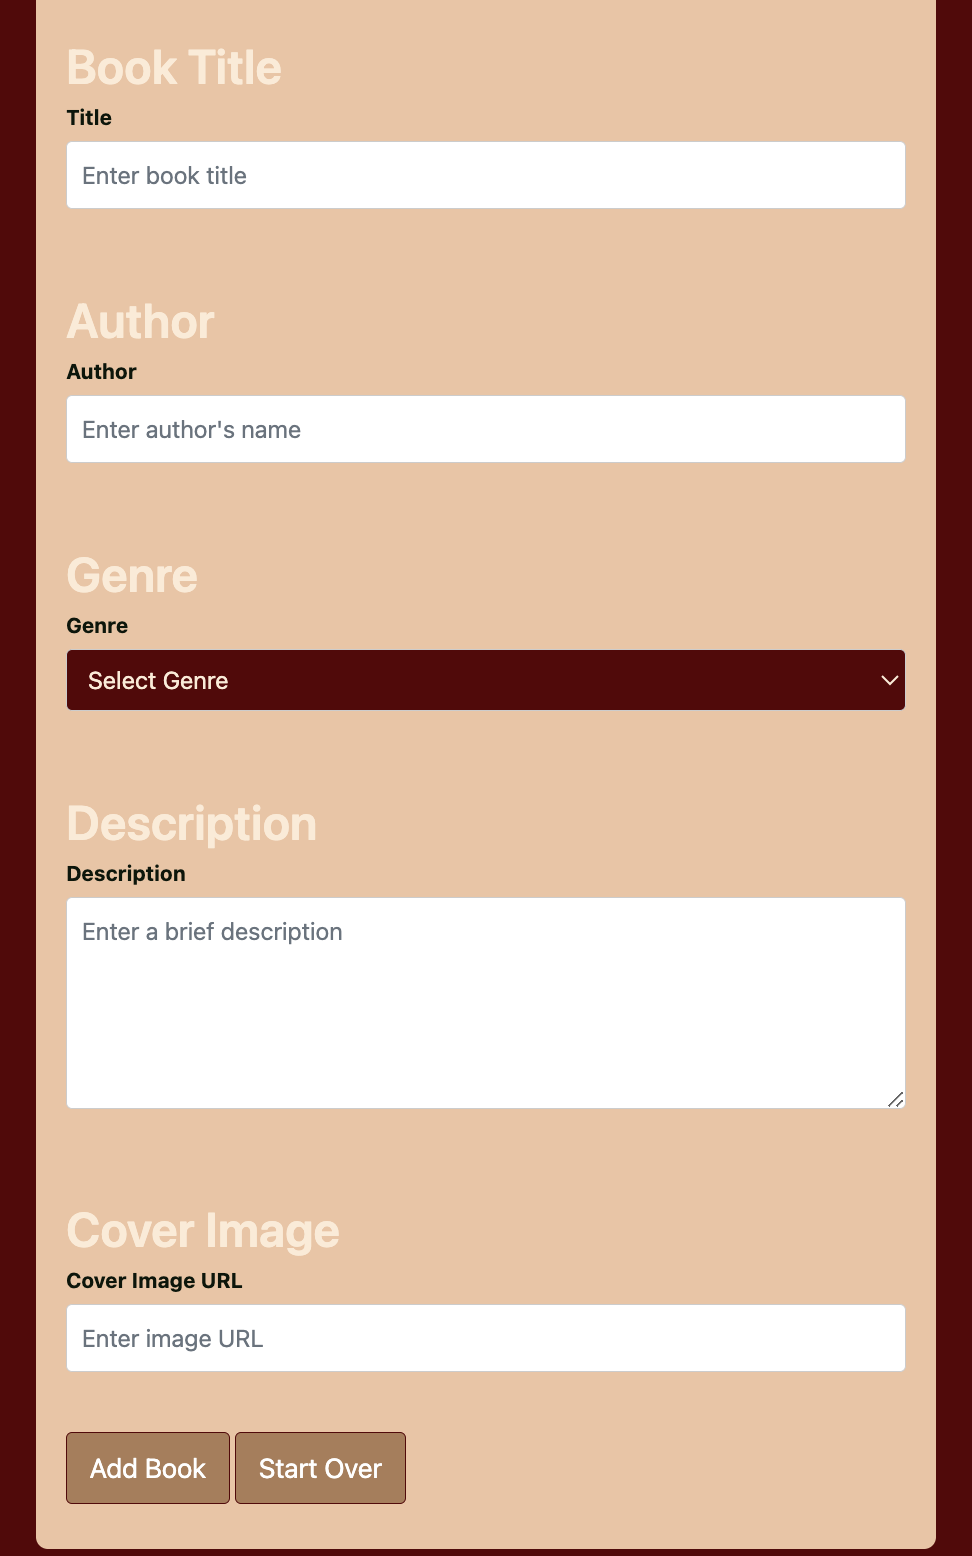 Book Title
Title
Enter book title
Author
Author
Enter author's name
Genre
Genre
Select Genre
Description
Description
Enter a brief description
Cover Image
Cover Image URL
Enter image URL
Add Book Start Over